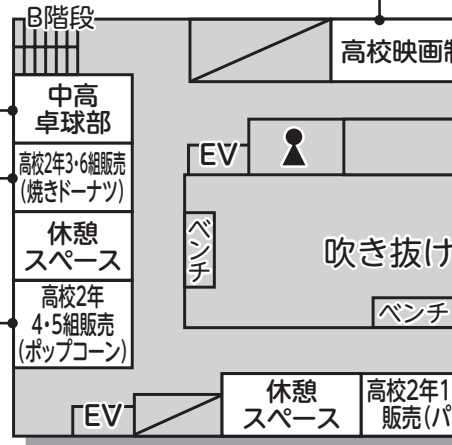 B階段
高校映画
中高
卓球部
高校2年3・6組販売
(焼きドーナツ)
EV
休憩
スペース
ベンチ
吹き抜け
高校2年
4・5組販売
(ポップコーン)
ベンチ
EV
休憩
スペース
高校2年1
販売(パ